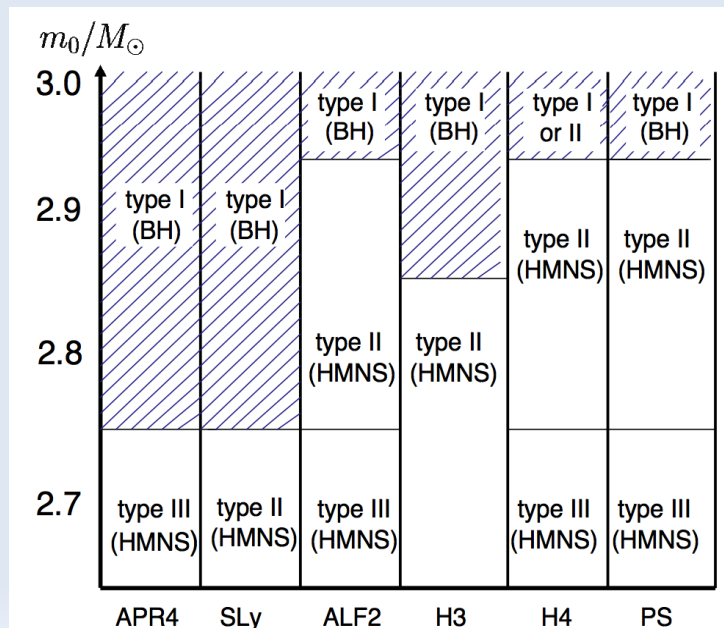 m₀/M☉
3.0
2.9
2.8
2.7
type I
(BH)
type III
(HMNS)
type I
(BH)
type II
(HMNS)
type I
(BH)
type II
(HMNS)
type III
(HMNS)
type I
(BH)
type II
(HMNS)
type I
or II
type II
(HMNS)
type III
(HMNS)
type I
(BH)
type II
(HMNS)
type III
(HMNS)
APR4 SLy ALF2 H3 H4 PS